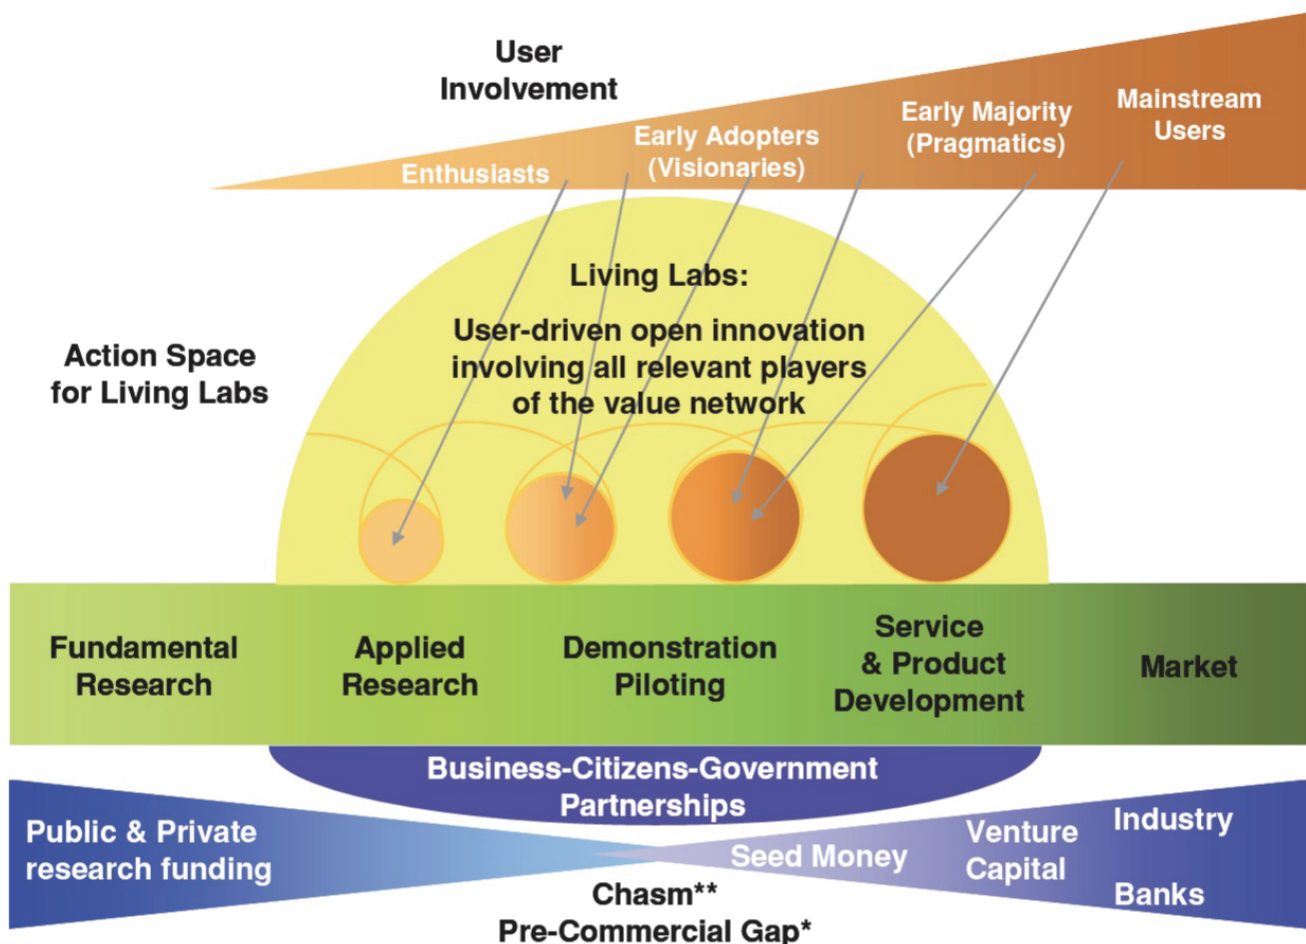 User
Involvement
Enthusiasts
Early Adopters
(Visionaries)
Early Majority
(Pragmatics)
Mainstream
Users
Action Space
for Living Labs
Living Labs:
User-driven open innovation
involving all relevant players
of the value network
Fundamental
Research
Applied
Research
Demonstration
Piloting
Service
& Product
Development
Market
Business-Citizens-Government
Partnerships
Public & Private
research funding
Seed Money
Venture
Capital
Industry
Banks
Chasm**
Pre-Commercial Gap*